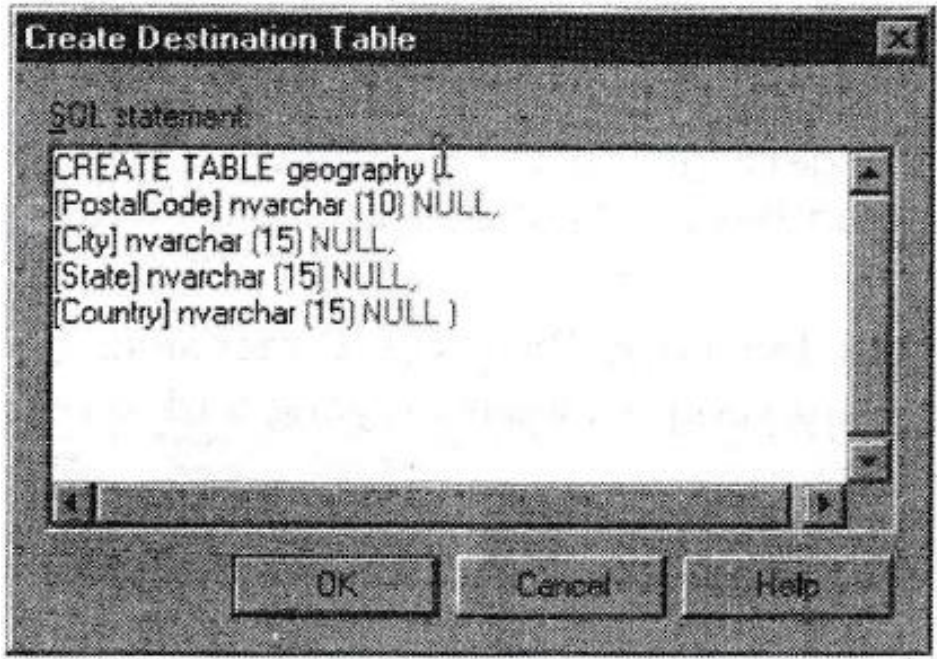 Create Destination Table
SQL statement:
CREATE TABLE geography (
[PostalCode] nvarchar (10) NULL,
[City] nvarchar (15) NULL,
[State] nvarchar (15) NULL,
[Country] nvarchar (15) NULL )
OK
Cancel
Help